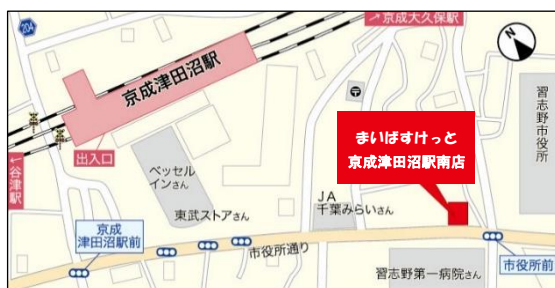 204
京成大久保駅
N
京成津田沼駅
〒
習志野
市役所
まいばすけっと
京成津田沼駅南店
出入口
谷津駅
ベッセル
インさん
JA
千葉みらいさん
東武ストアさん
京成
津田沼駅前
市役所通り
習志野第一病院さん
市役所前